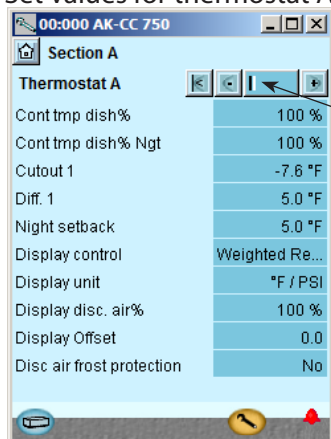 Set values for thermostat A
00:000 AK-CC 750
Section A
Thermostat A
Cont tmp dish% 100 %
Cont tmp dish% Ngt 100 %
Cutout 1 -7.6 °F
Diff. 1 5.0 °F
Night setback 5.0 °F
Display control Weighted Re...
Display unit °F / PSI
Display disc. air% 100 %
Display Offset 0.0
Disc air frost protection No